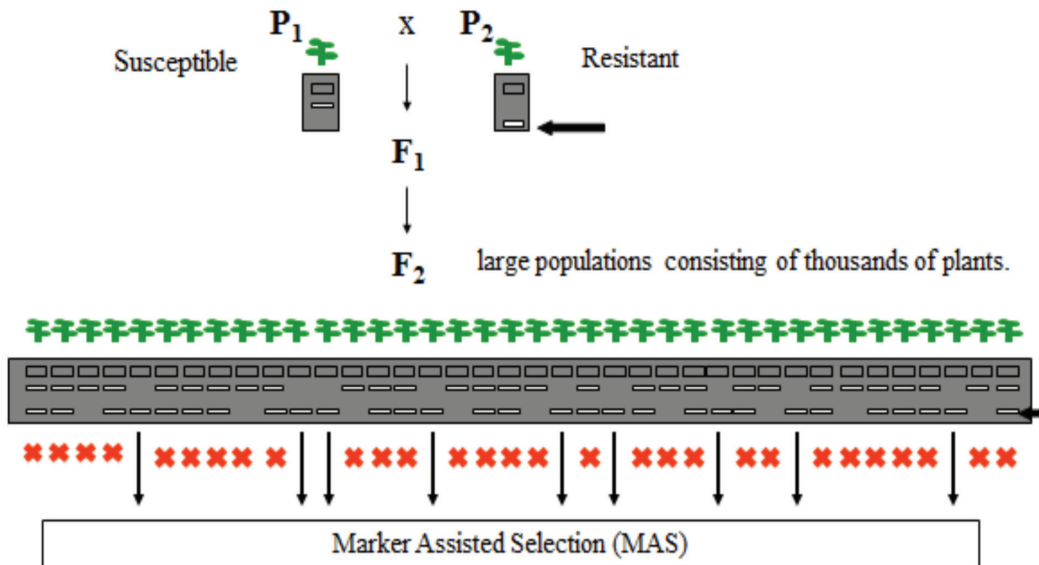 P1 x P2
Susceptible Resistant
F1
F2 large populations consisting of thousands of plants.
Marker Assisted Selection (MAS)